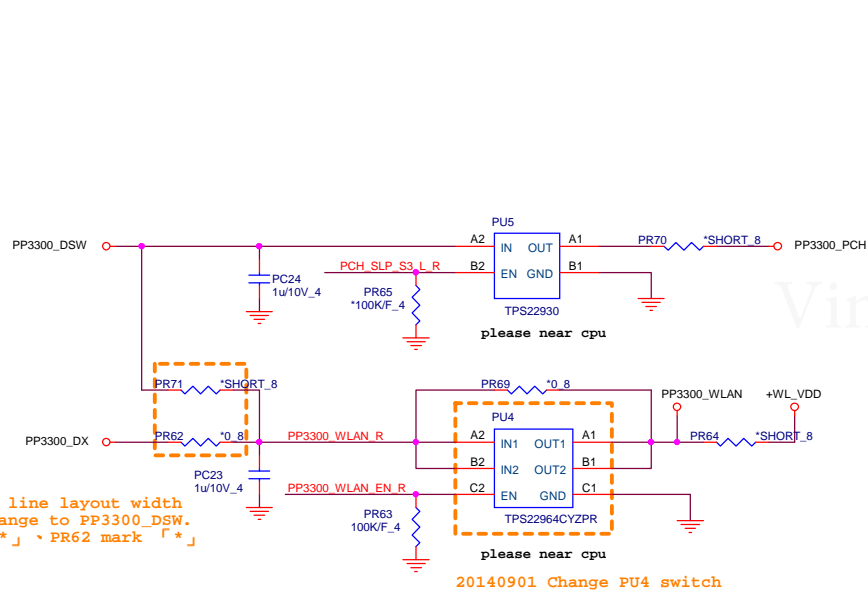 PU5
PP3300_DSW
A2 IN OUT A1
PR70 *SHORT_8
PP3300_PCH
PCH_SLP_S3_L_R
B2 EN GND B1
PC24
1u/10V_4
PR65
*100K/F_4
TPS22930
please near cpu
PR71 *SHORT_8
PR69 *0_8
PP3300_WLAN
+WL_VDD
PU4
PP3300_DX
PR62 *0_8
PP3300_WLAN_R
A2 IN1 OUT1 A1
PR64 *SHORT_8
B2 IN2 OUT2 B1
PC23
1u/10V_4
PP3300_WLAN_EN_R
C2 EN GND C1
PR63
100K/F_4
TPS22964CYZPR
line layout width
ange to PP3300_DSW.
*」、PR62 mark 「*」
please near cpu
20140901 Change PU4 switch
Vin